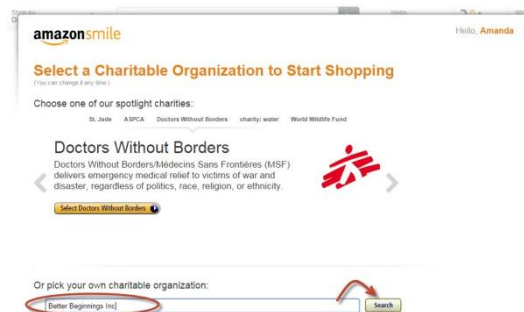 amazonsmile
Hello, Amanda
Select a Charitable Organization to Start Shopping
(You can change it any time.)
Choose one of our spotlight charities:
St. Jude ASPCA Doctors Without Borders charity: water World Wildlife Fund
Doctors Without Borders
Doctors Without Borders/Médecins Sans Frontières (MSF)
delivers emergency medical relief to victims of war and
disaster, regardless of politics, race, religion, or ethnicity.
Select Doctors Without Borders
Or pick your own charitable organization:
Better Beginnings Inc
Search